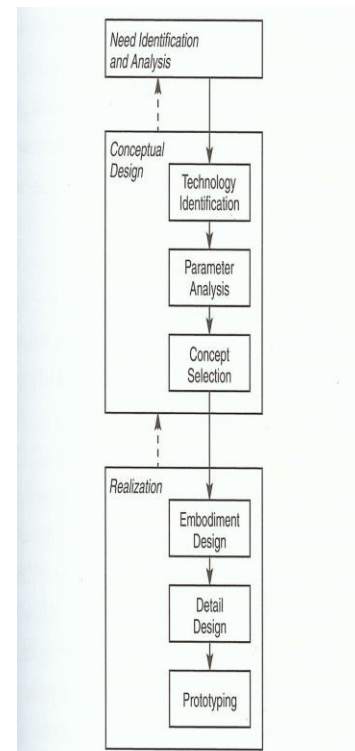 Need Identification
and Analysis
Conceptual
Design
Technology
Identification
Parameter
Analysis
Concept
Selection
Realization
Embodiment
Design
Detail
Design
Prototyping